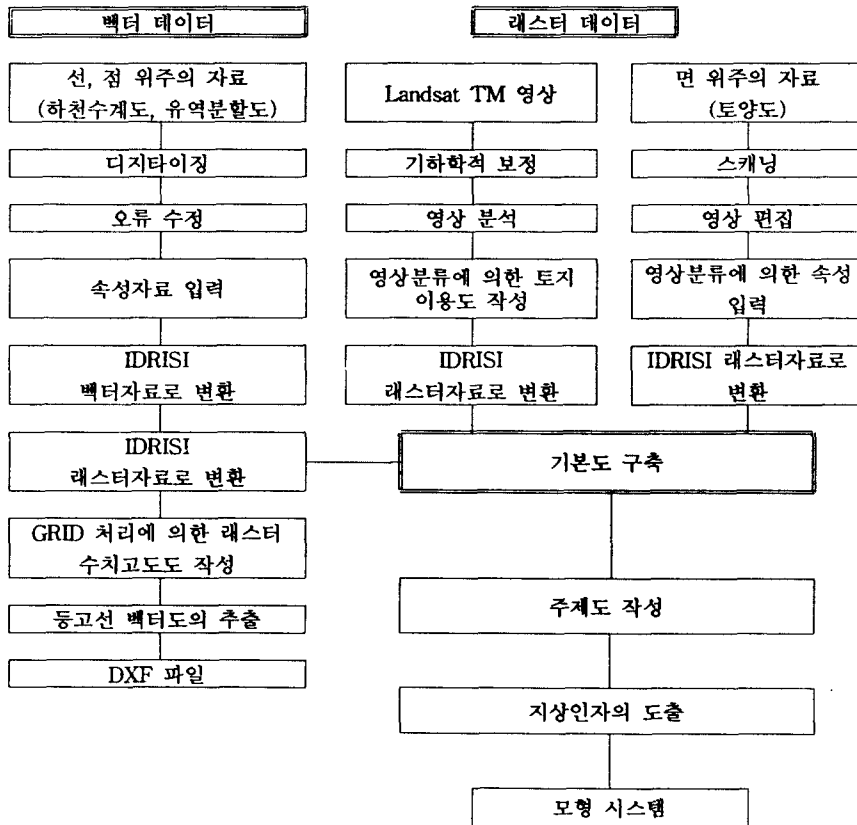 벡터 데이터
선, 점 위주의 자료
(하천수계도, 유역분할도)
디지타이징
오류 수정
속성자료 입력
IDRISI
벡터자료로 변환
IDRISI
래스터자료로 변환
GRID 처리에 의한 래스터
수치고도도 작성
등고선 벡터도의 추출
DXF 파일
래스터 데이터
Landsat TM 영상
기하학적 보정
영상 분석
영상분류에 의한 토지
이용도 작성
IDRISI
래스터자료로 변환
면 위주의 자료
(토양도)
스캐닝
영상 편집
영상분류에 의한 속성
입력
IDRISI 래스터자료로
변환
기본도 구축
주제도 작성
지상인자의 도출
모형 시스템